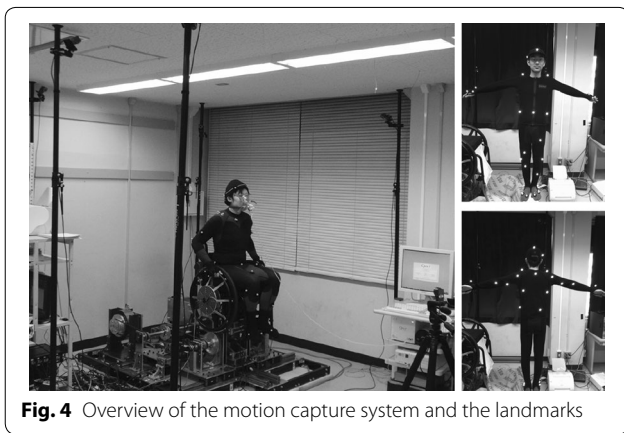 Fig. 4 Overview of the motion capture system and the landmarks